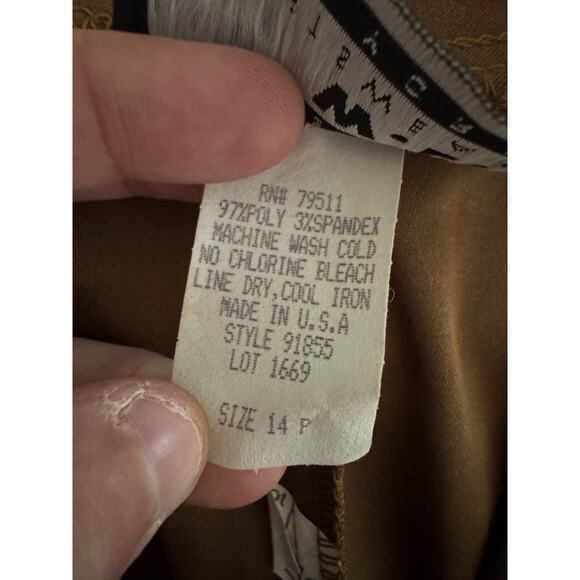 RN# 79511
97%POLY 3%SPANDEX
MACHINE WASH COLD
NO CHLORINE BLEACH
LINE DRY,COOL IRON
MADE IN U.S.A
STYLE 91855
LOT 1669
SIZE 14 P